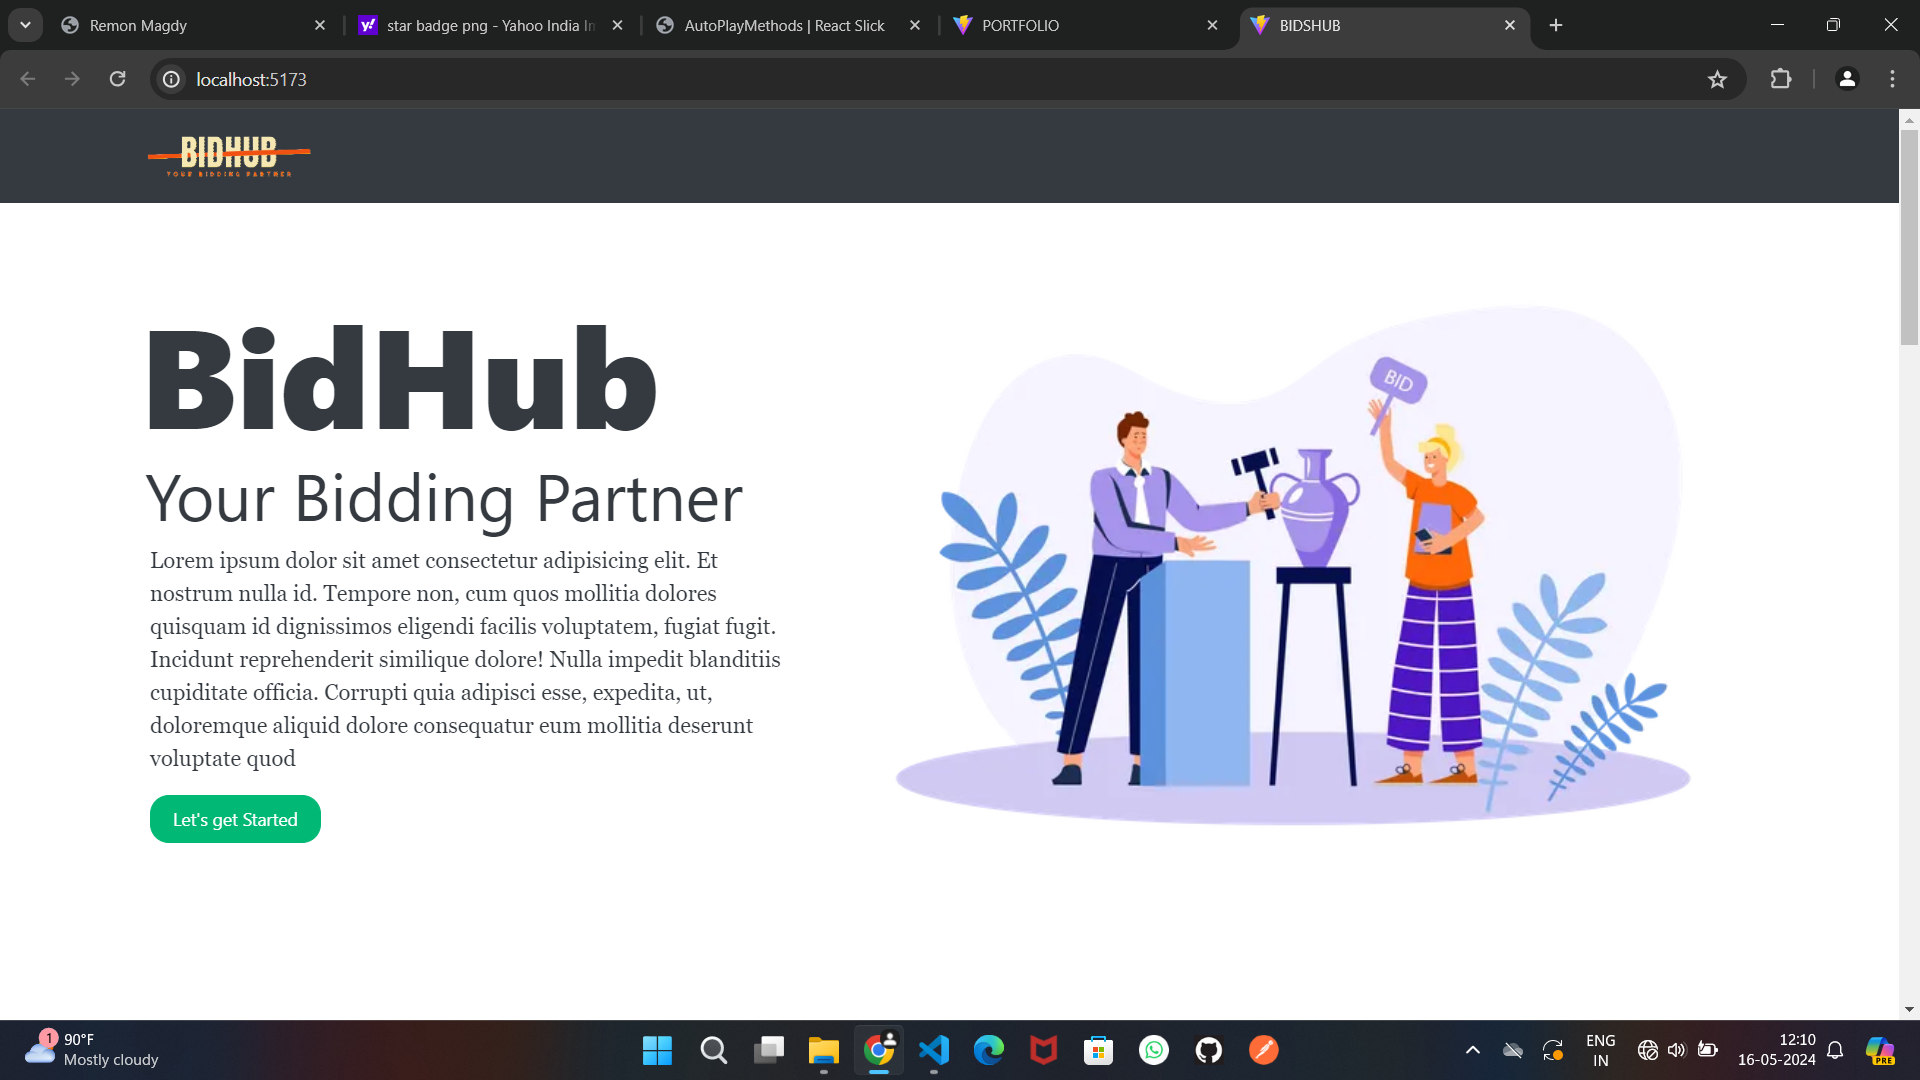 Remon Magdy
star badge png - Yahoo India In
AutoPlayMethods | React Slick
PORTFOLIO
BIDSHUB
localhost:5173
BIDHUB
YOUR BIDDING PARTNER
BidHub
Your Bidding Partner
Lorem ipsum dolor sit amet consectetur adipisicing elit. Et
nostrum nulla id. Tempore non, cum quos mollitia dolores
quisquam id dignissimos eligendi facilis voluptatem, fugiat fugit.
Incidunt reprehenderit similique dolore! Nulla impedit blanditiis
cupiditate officia. Corrupti quia adipisci esse, expedita, ut,
doloremque aliquid dolore consequatur eum mollitia deserunt
voluptate quod
Let's get Started
BID
1
90°F
Mostly cloudy
ENG
IN
12:10
16-05-2024
PRE